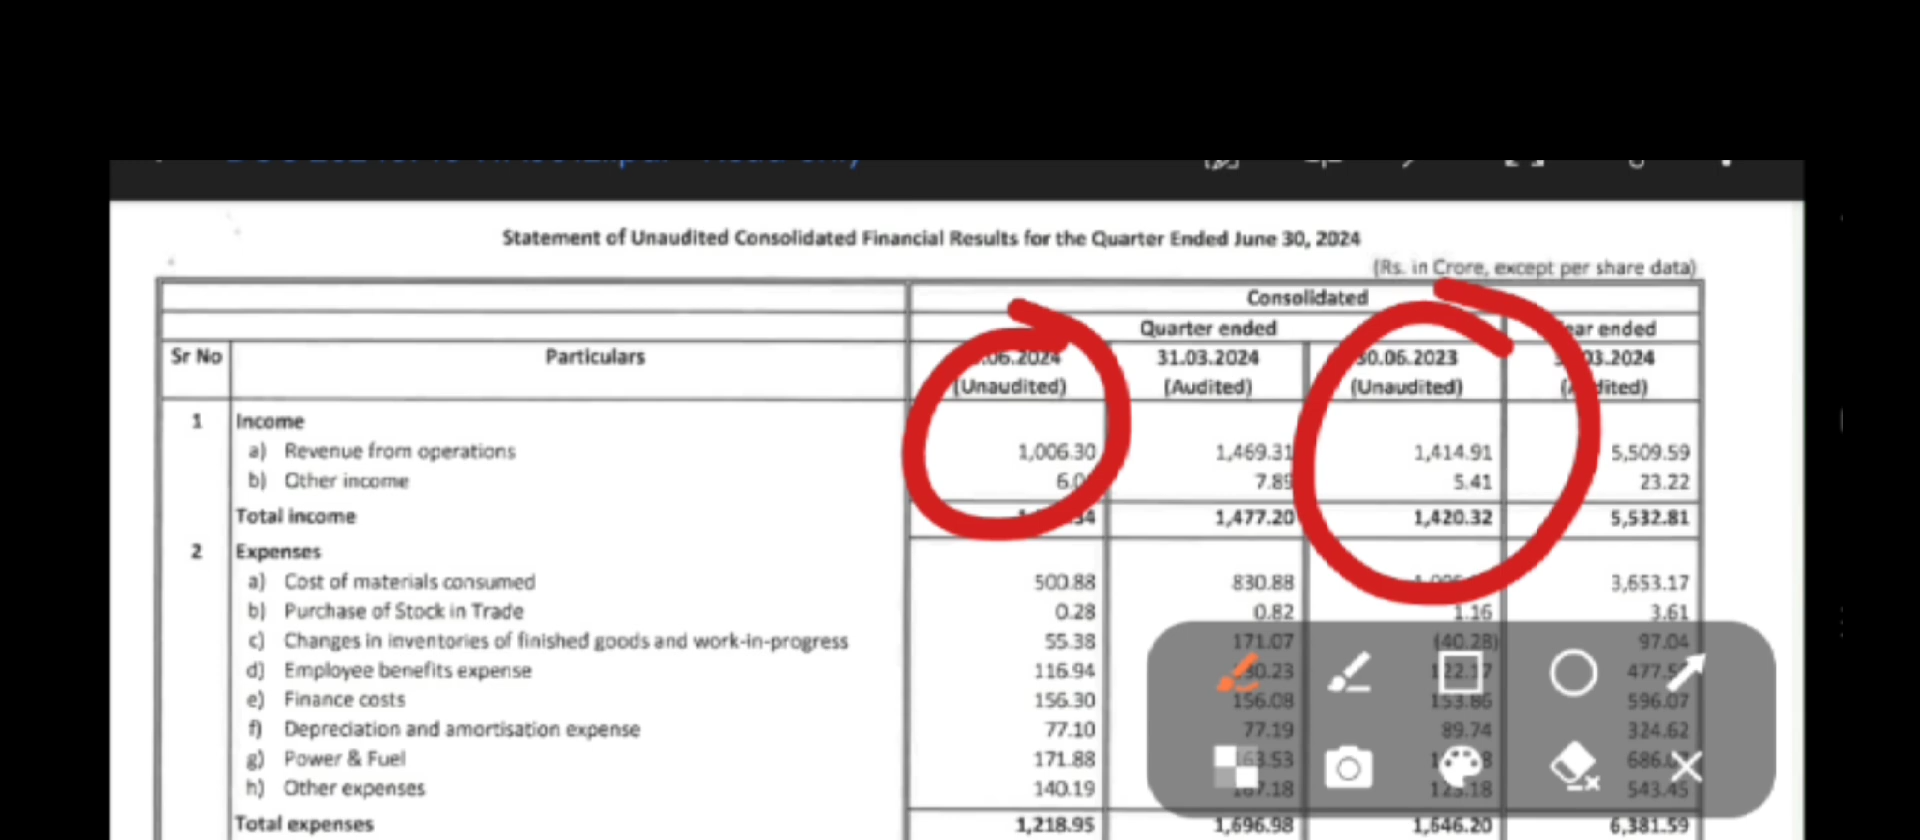 Statement of Unaudited Consolidated Financial Results for the Quarter Ended June 30, 2024
(Rs. in Crore, except per share data)
Consolidated
Quarter ended ear ended
Sr No Particulars .06.2024 31.03.2024 30.06.2023 03.2024
(Unaudited) (Audited) (Unaudited) dited)
1 Income
a) Revenue from operations 1,006.30 1,469.31 1,414.91 5,509.59
b) Other income 7.89 5.41 23.22
Total income 1,477.20 1,420.32 5,532.81
2 Expenses
a) Cost of materials consumed 500.88 830.88 3,653.17
b) Purchase of Stock in Trade 0.28 0.82 1.16 3.61
c) Changes in inventories of finished goods and work-in-progress 55.38 171.07 (40.28) 97.04
d) Employee benefits expense 116.94
e) Finance costs 156.30 156.08 153.86 596.07
f) Depreciation and amortisation expense 77.10 77.19 89.74 324.62
g) Power & Fuel 171.88
h) Other expenses 140.19 543.45
Total expenses 1,218.95 1,696.98 1,646.20 6,381.59